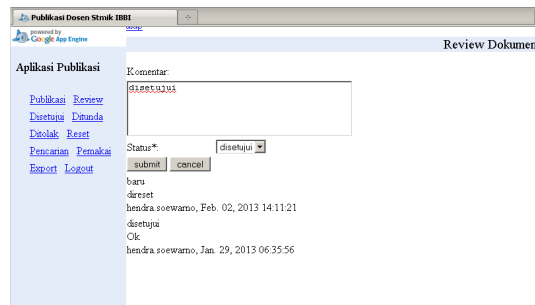 Publikasi Dosen Stmik IBBI
powered by
Google App Engine
Review Dokumen
Aplikasi Publikasi
Publikasi Review
Disetujui Ditunda
Ditolak Reset
Pencarian Pemakai
Export Logout
Komentar:
disetujui
Status*: disetujui
submit cancel
baru
direset
hendra.soewarno, Feb. 02, 2013 14:11:21
disetujui
Ok
hendra.soewarno, Jan. 29, 2013 06:35:56